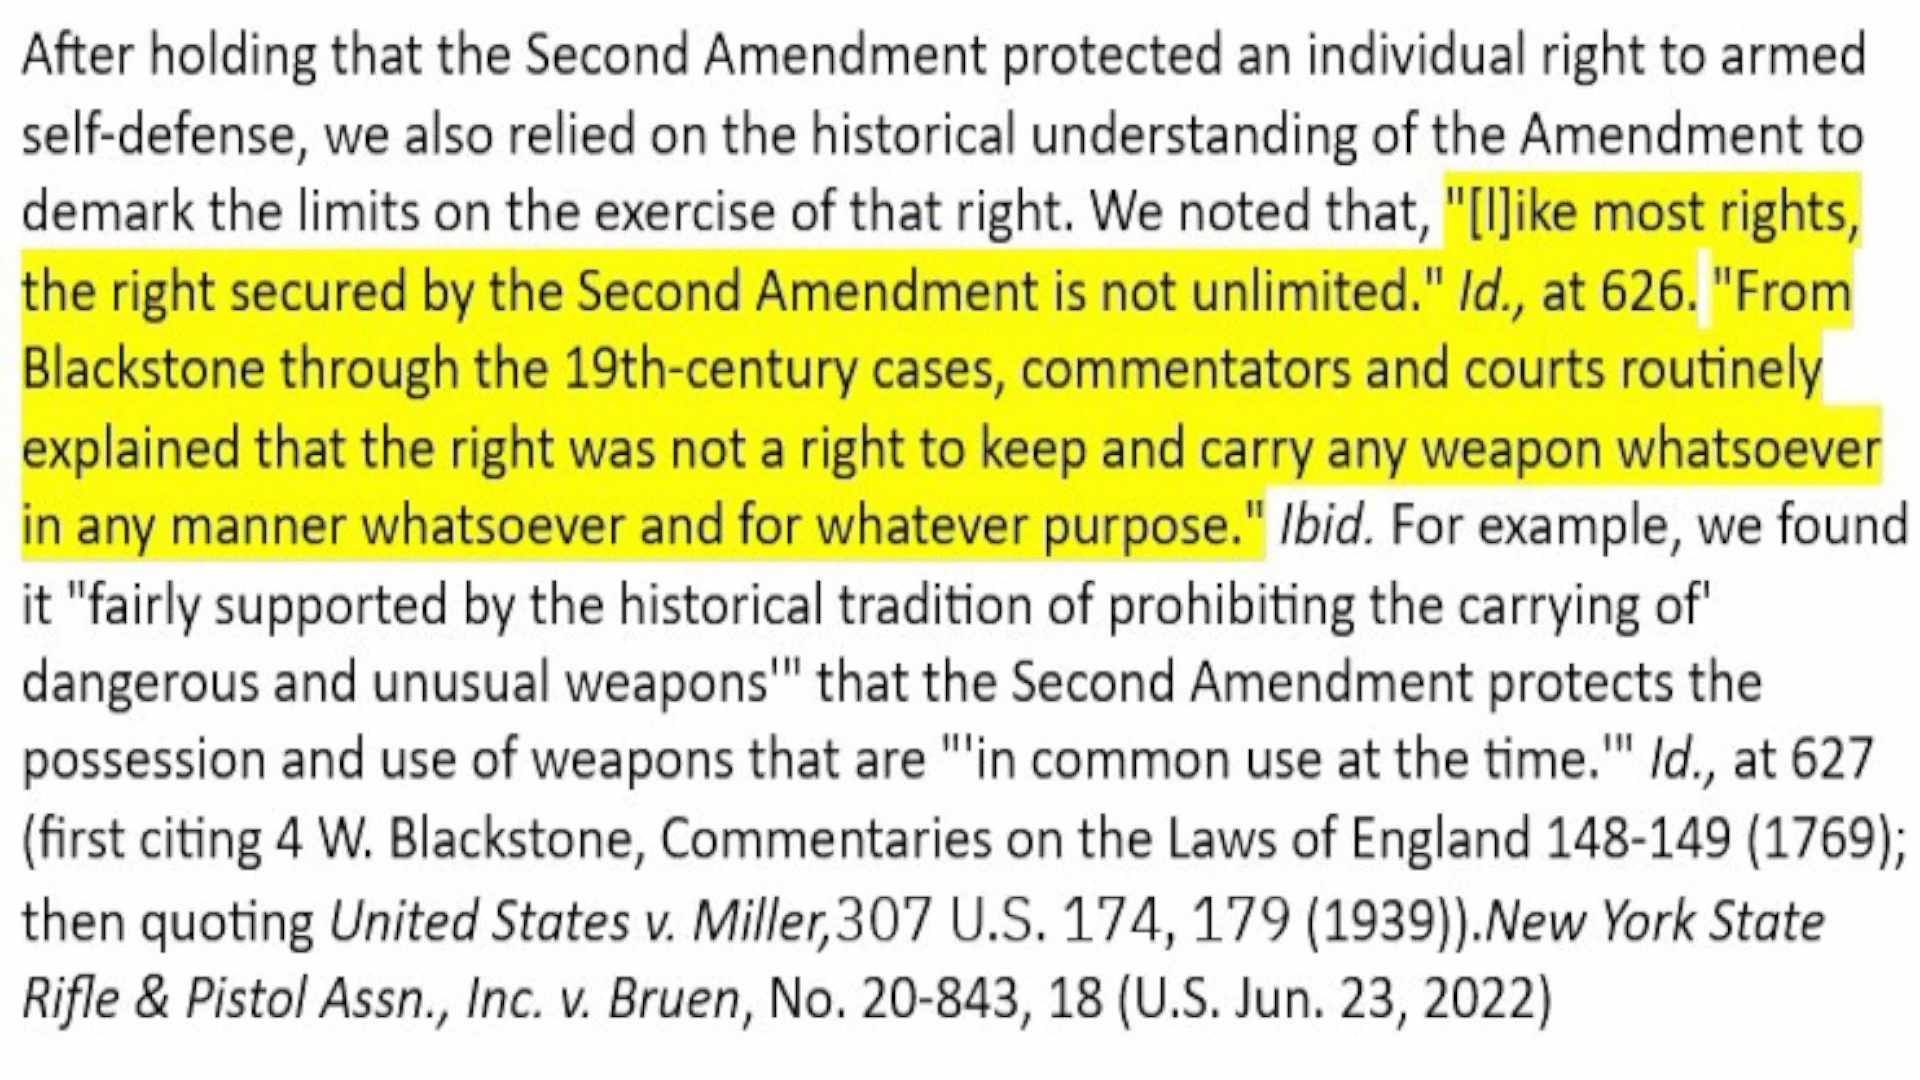 After holding that the Second Amendment protected an individual right to armed
self-defense, we also relied on the historical understanding of the Amendment to
demark the limits on the exercise of that right. We noted that, "[l]ike most rights,
the right secured by the Second Amendment is not unlimited." Id., at 626. "From
Blackstone through the 19th-century cases, commentators and courts routinely
explained that the right was not a right to keep and carry any weapon whatsoever
in any manner whatsoever and for whatever purpose." Ibid. For example, we found
it "fairly supported by the historical tradition of prohibiting the carrying of'
dangerous and unusual weapons'" that the Second Amendment protects the
possession and use of weapons that are "'in common use at the time.'" Id., at 627
(first citing 4 W. Blackstone, Commentaries on the Laws of England 148-149 (1769);
then quoting United States v. Miller,307 U.S. 174, 179 (1939)).New York State
Rifle & Pistol Assn., Inc. v. Bruen, No. 20-843, 18 (U.S. Jun. 23, 2022)